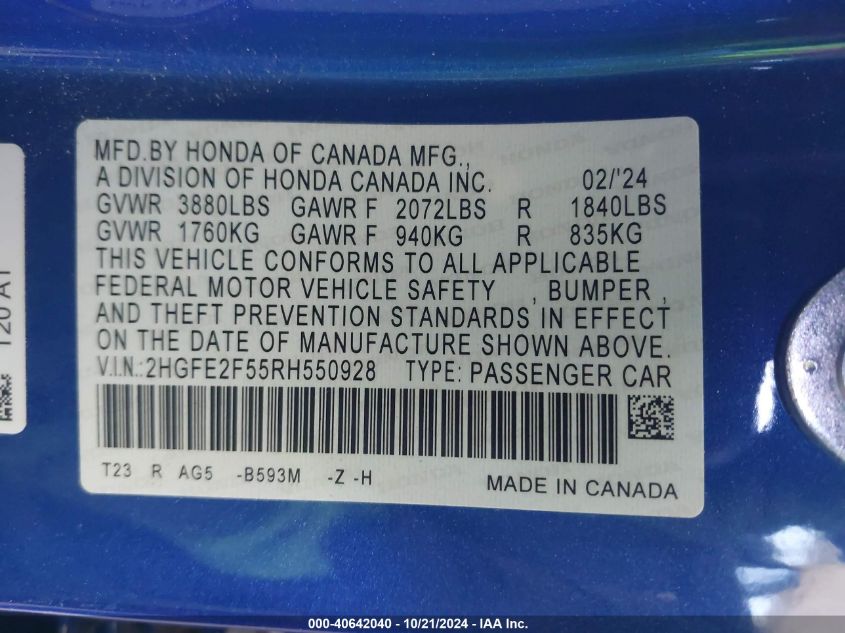 MFD.BY HONDA OF CANADA MFG.,
A DIVISION OF HONDA CANADA INC. 02/'24
GVWR 3880LBS GAWR F 2072LBS R 1840LBS
GVWR 1760KG GAWR F 940KG R 835KG
THIS VEHICLE CONFORMS TO ALL APPLICABLE
FEDERAL MOTOR VEHICLE SAFETY , BUMPER ,
AND THEFT PREVENTION STANDARDS IN EFFECT
ON THE DATE OF MANUFACTURE SHOWN ABOVE.
V.I.N.:2HGFE2F55RH550928 TYPE: PASSENGER CAR
T23 R AG5 -B593M -Z -H
MADE IN CANADA
T20 A1
000-40642040 - 10/21/2024 - IAA Inc.